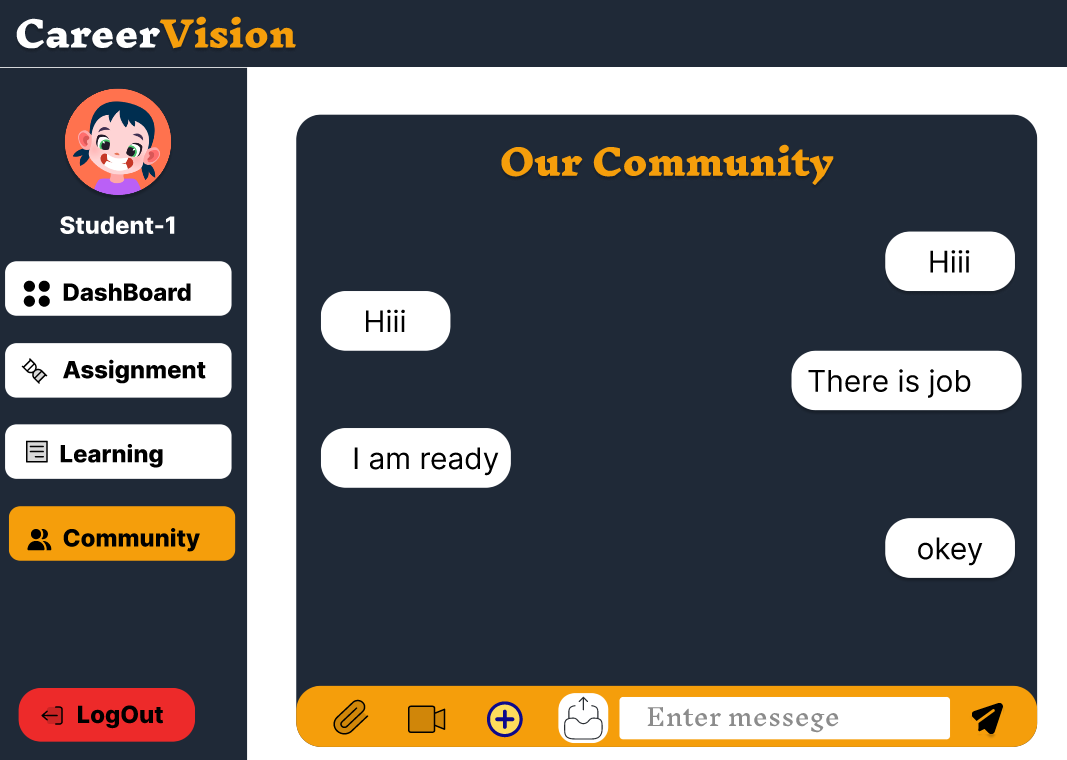 CareerVision
Student-1
DashBoard
Assignment
Learning
Community
LogOut
Our Community
Hiii
Hiii
There is job
I am ready
okey
Enter messege